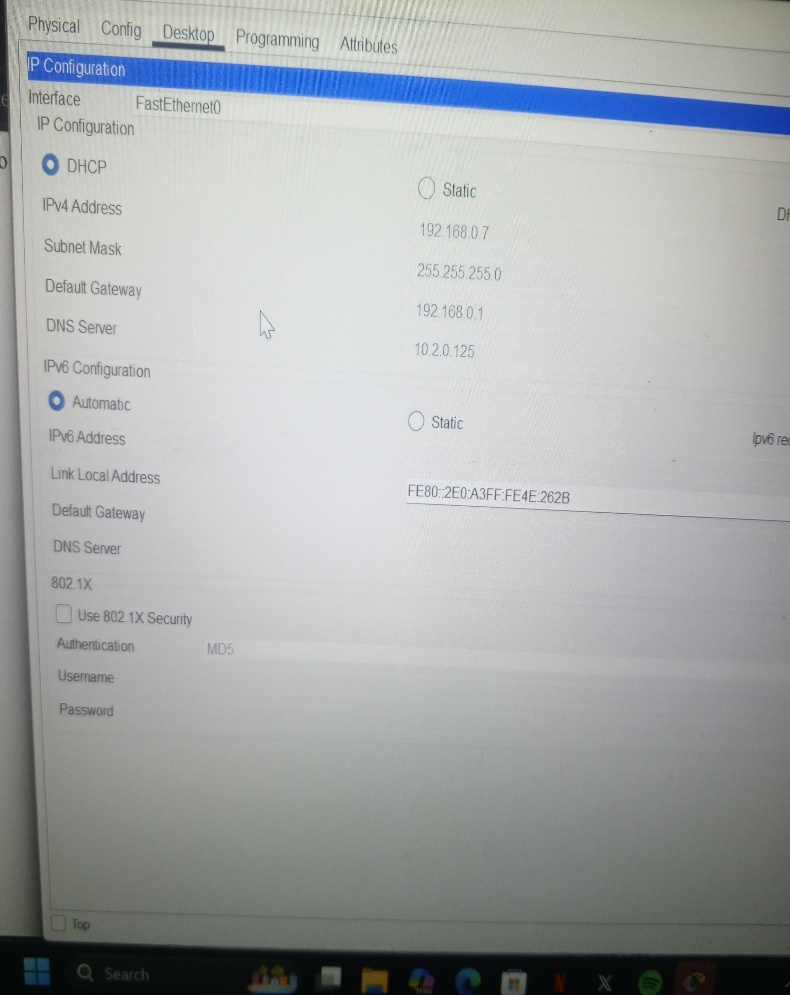 Physical Config Desktop Programming Attributes
IP Configuration
Interface FastEthernet0
IP Configuration
DHCP
Static
IPv4 Address 192.168.0.7
Subnet Mask 255.255.255.0
Default Gateway 192.168.0.1
DNS Server 10.2.0.125
IPv6 Configuration
Automatic
Static
Ipv6
IPv6 Address
Link Local Address FE80::2E0:A3FF:FE4E:262B
Default Gateway
DNS Server
802.1X
Use 802.1X Security
Authentication MD5
Username
Password
Top
Search